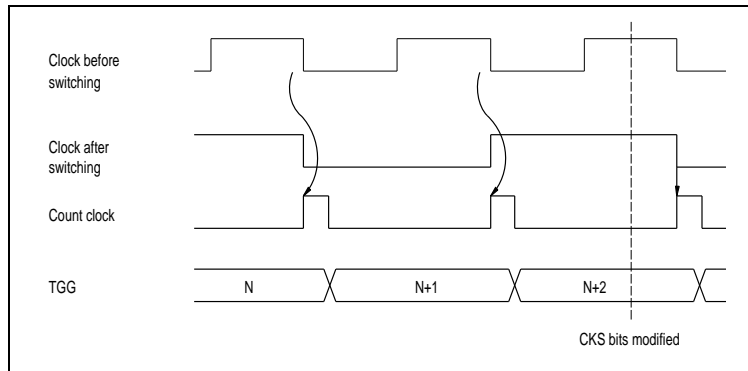 Clock before
switching
Clock after
switching
Count clock
TGG
N
N+1
N+2
CKS bits modified